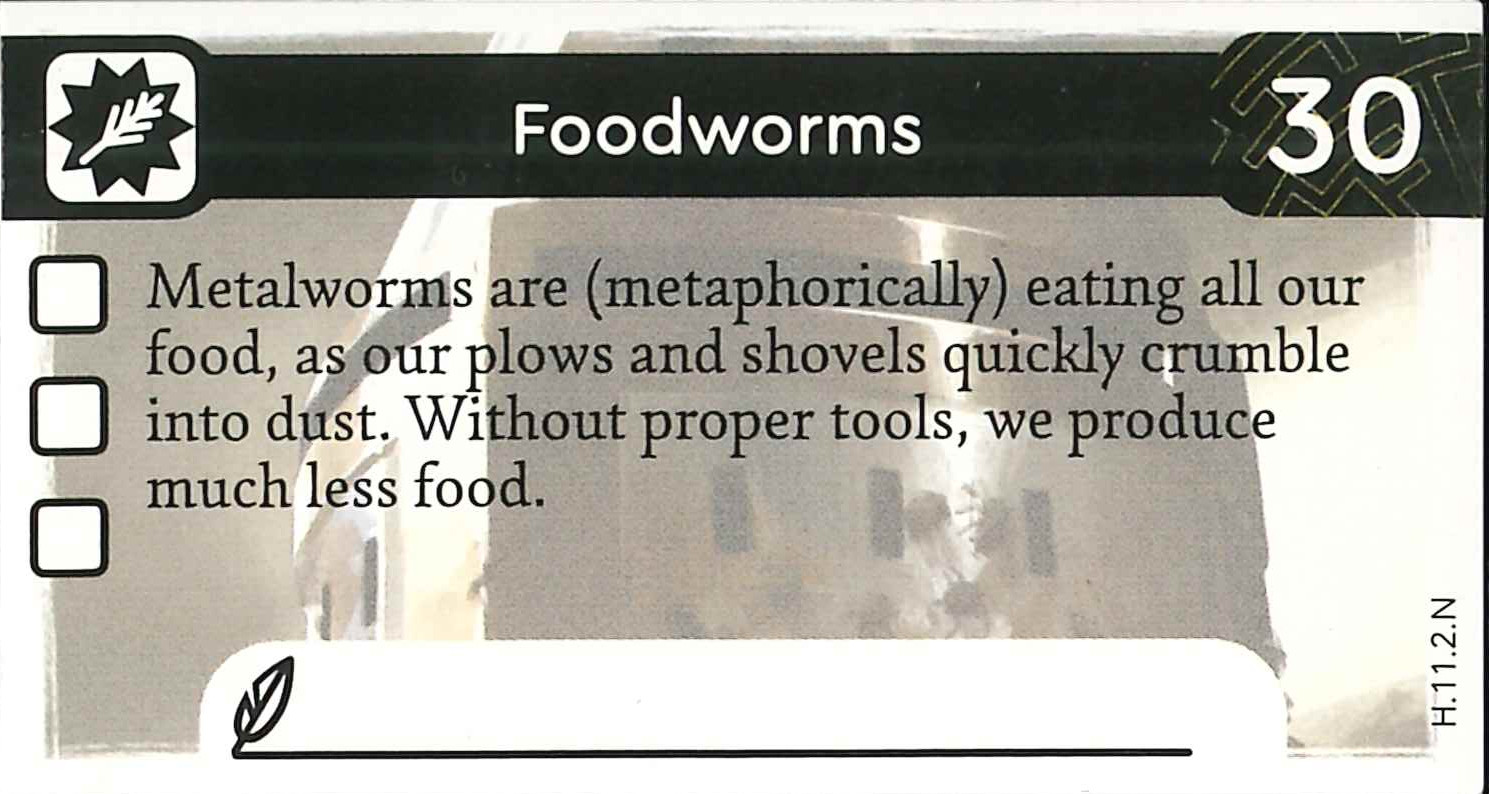 Foodworms
30
Metalworms are (metaphorically) eating all our
food, as our plows and shovels quickly crumble
into dust. Without proper tools, we produce
much less food.
H.11.2.N